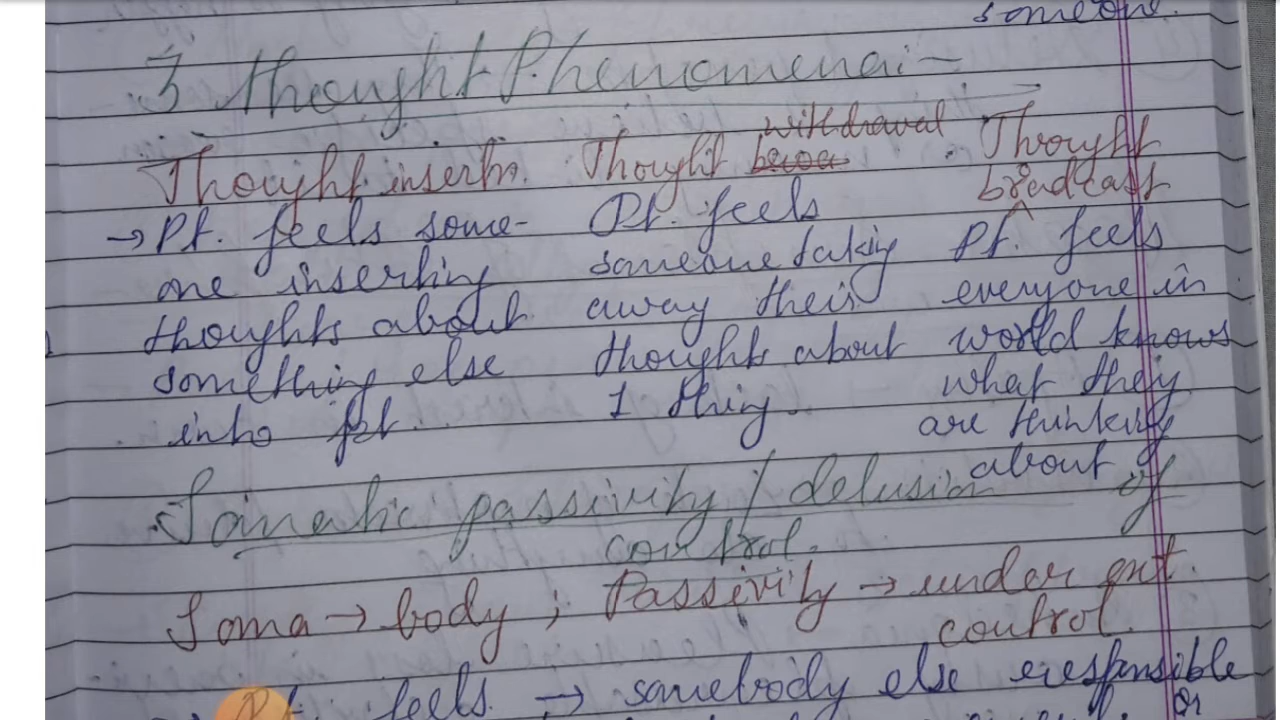 someone.
3 Thought Phenomena:-
Thought insertn. Thought withdrawal Thought broadcast
→ Pt. feels some-
one inserting
thoughts about
something else
into pt.
Pt. feels
someone taking
away their
thoughts about
1 thing.
Pt. feels
everyone in
world knows
what they
are thinking
about
Somatic passivity / delusion of
control.
Soma → body ; Passivity → under ext.
control.
Pt. feels → somebody else responsible
or